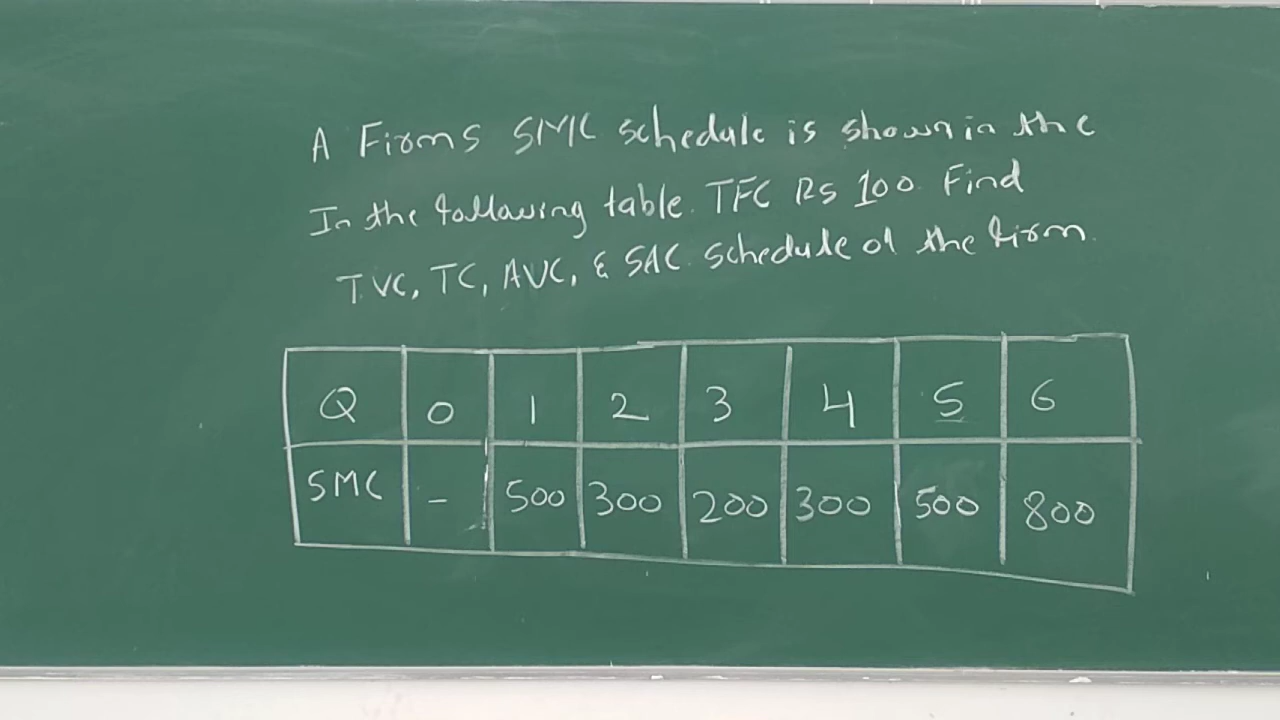 A Firms SMC schedule is shown in the
In the following table. TFC Rs 100. Find
TVC, TC, AVC, & SAC schedule of the firm.
Q 0 1 2 3 4 5 6
SMC - 500 300 200 300 500 800